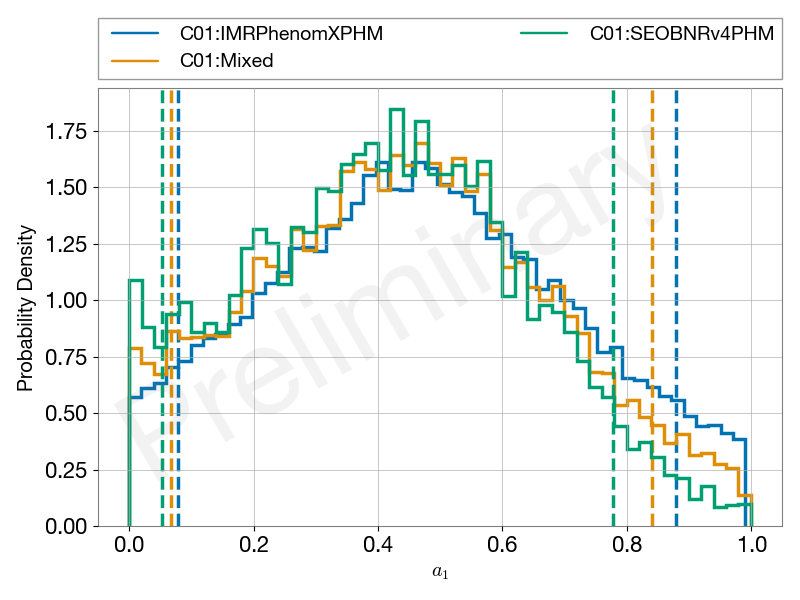 C01:IMRPhenomXPHM
C01:Mixed
C01:SEOBNRv4PHM
Probability Density
1.75
1.50
1.25
1.00
0.75
0.50
0.25
0.00
Preliminary
0.0 0.2 0.4 0.6 0.8 1.0
a₁